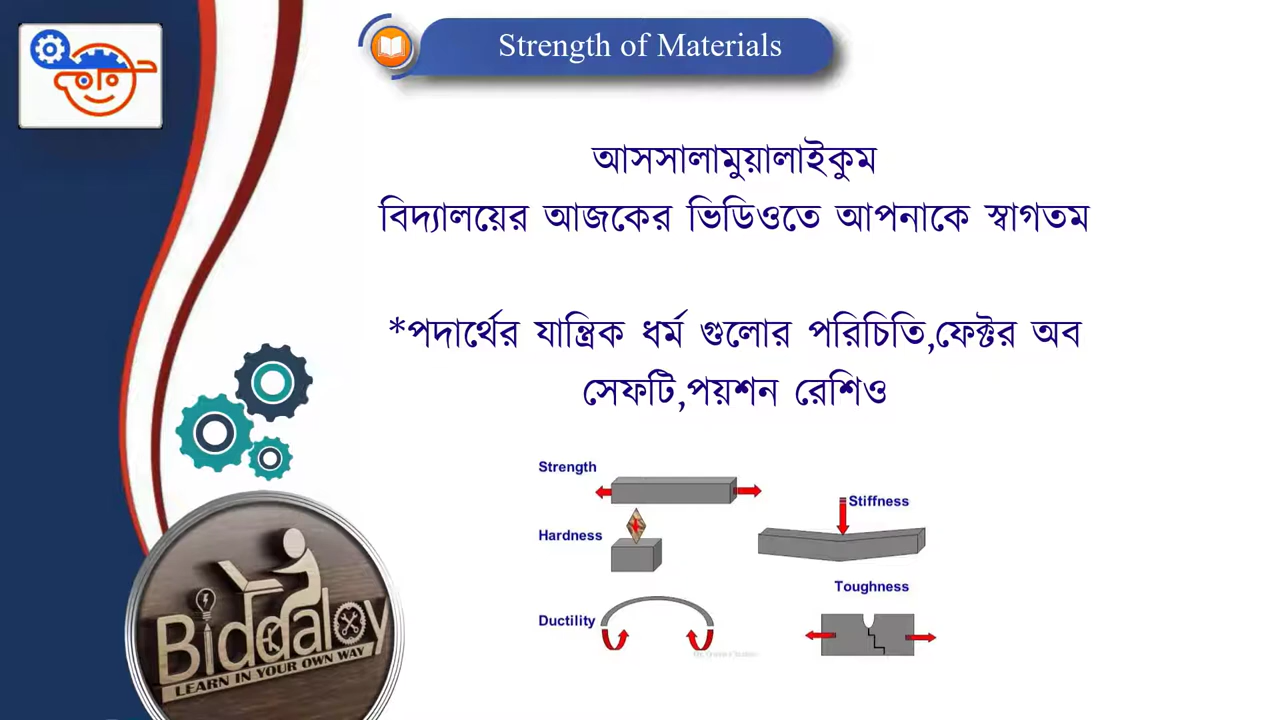 Strength of Materials
আসসালামুয়ালাইকুম
বিদ্যালয়ের আজকের ভিডিওতে আপনাকে স্বাগতম
*পদার্থের যান্ত্রিক ধর্ম গুলোর পরিচিতি,ফেক্টর অব
সেফটি,পয়শন রেশিও
Strength
Stiffness
Hardness
Toughness
Ductility
Biddaloy
LEARN IN YOUR OWN WAY